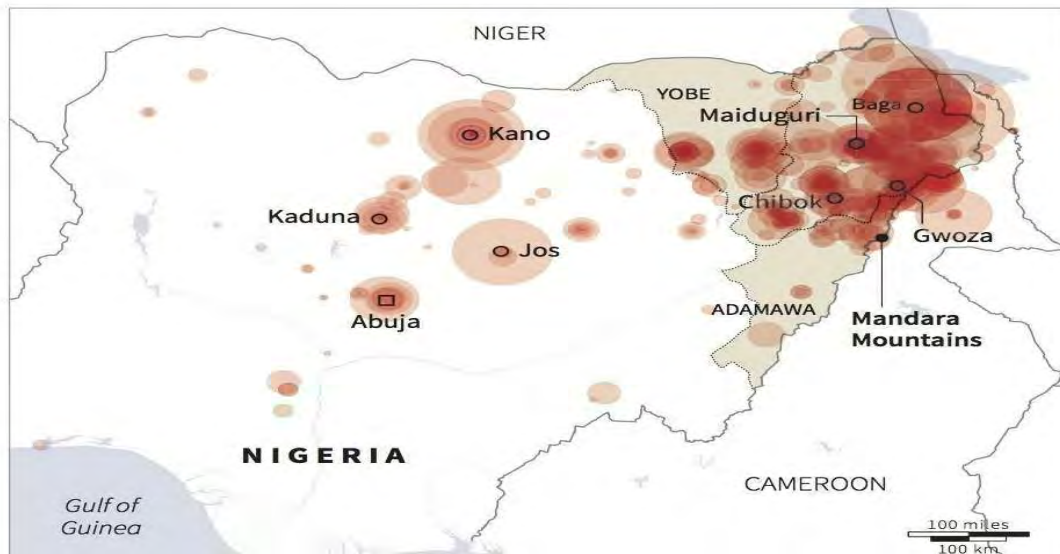 NIGER
YOBE
Maiduguri
Baga
Kano
Chibok
Kaduna
Gwoza
Jos
Abuja
ADAMAWA
Mandara
Mountains
NIGERIA
CAMEROON
Gulf of
Guinea
100 miles
100 km